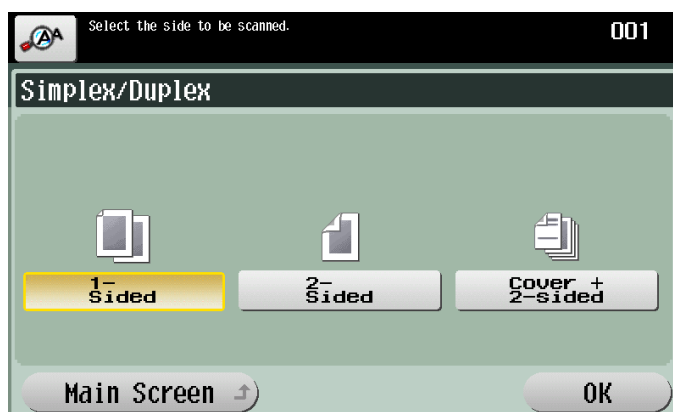 Select the side to be scanned.
001
Simplex/Duplex
1-
Sided
2-
Sided
Cover +
2-sided
Main Screen
OK